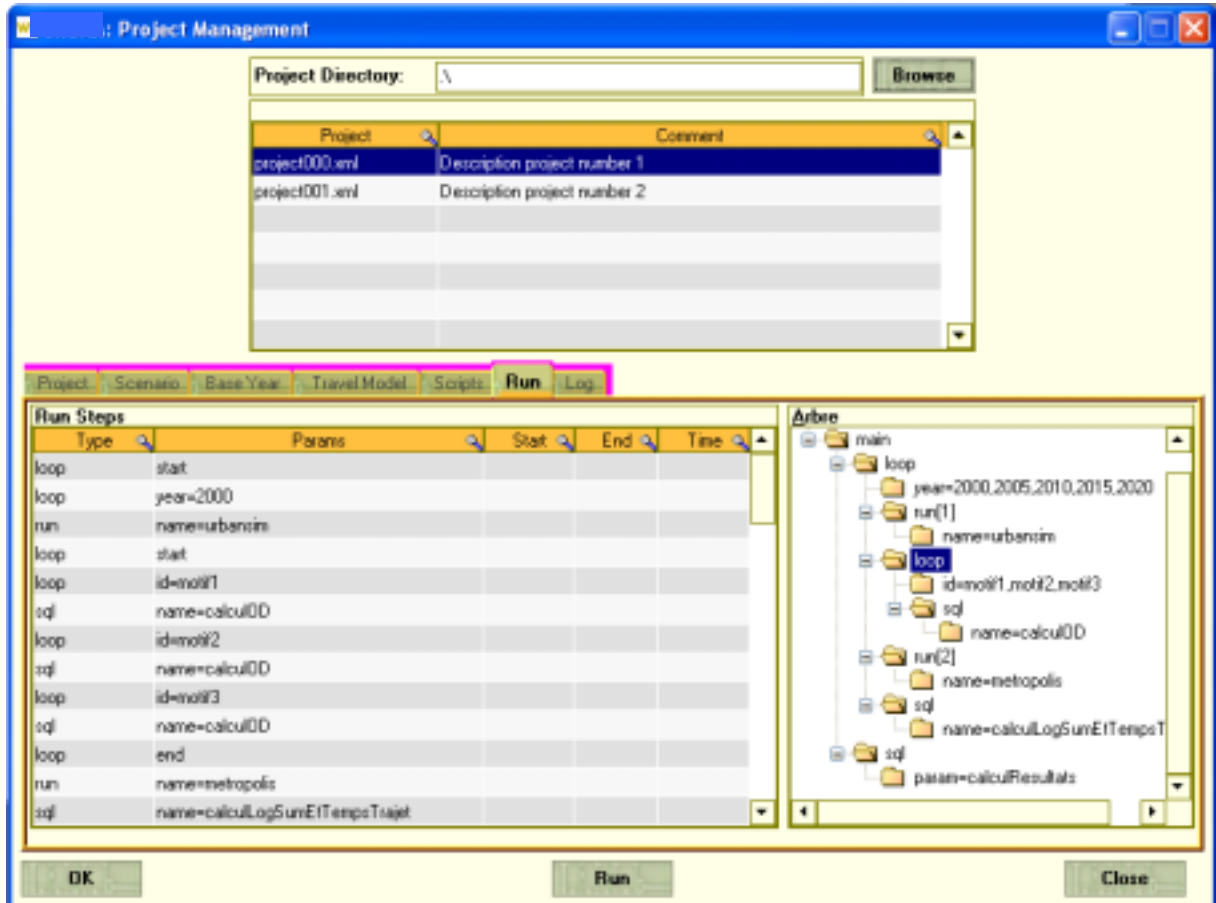 : Project Management
Project Directory: .\ Browse
Project Comment
project000.xml Description project number 1
project001.xml Description project number 2
Project Scenario Base Year Travel Model Scripts Run Log
Run Steps
Type Params Start End Time
loop start
loop year=2000
run name=urbansim
loop start
loop id=motif1
sql name=calculOD
loop id=motif2
sql name=calculOD
loop id=motif3
sql name=calculOD
loop end
run name=metropolis
sql name=calculLogSumEtTempsTrajet
Arbre
main
loop
year=2000,2005,2010,2015,2020
run[1]
name=urbansim
loop
id=motif1,motif2,motif3
sql
name=calculOD
run[2]
name=metropolis
sql
name=calculLogSumEtTempsT
sql
param=calculResultats
OK Run Close